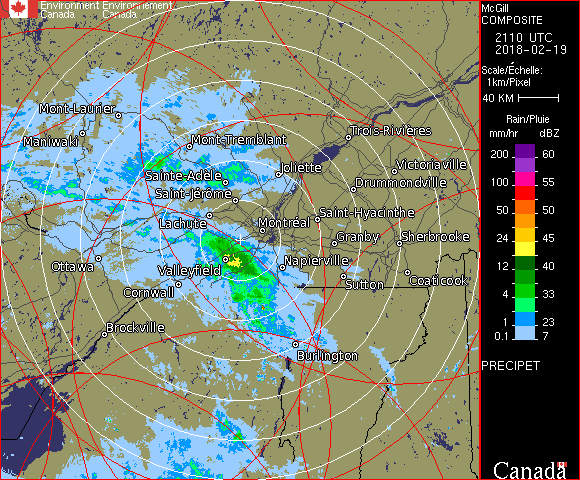 Environment Environnement
Canada Canada
McGill
COMPOSITE
2110 UTC
2018-02-19
Scale/Échelle:
1km/Pixel
40 KM
Rain/Pluie
mm/hr dBZ
200 60
100 55
50 50
24 45
12 40
4 33
1 23
0.1 7
PRECIPET
Canada
Mont-Laurier
Maniwaki
Mont-Tremblant
Trois-Rivières
Sainte-Adèle
Joliette
Victoriaville
Saint-Jérôme
Drummondville
Lachute
Montréal
Saint-Hyacinthe
Granby
Sherbrooke
Ottawa
Valleyfield
Napierville
Cornwall
Sutton
Coaticook
Brockville
Burlington